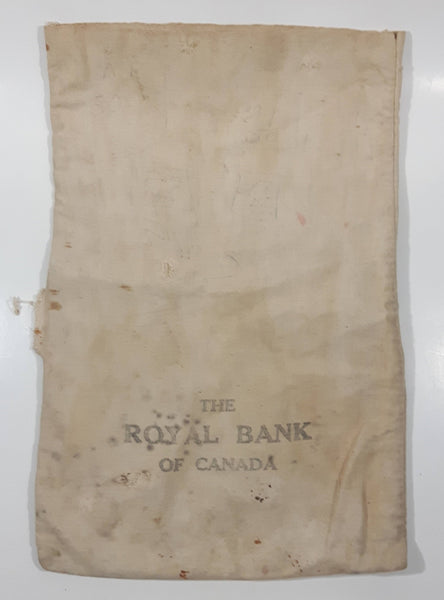 THE
ROYAL BANK
OF CANADA